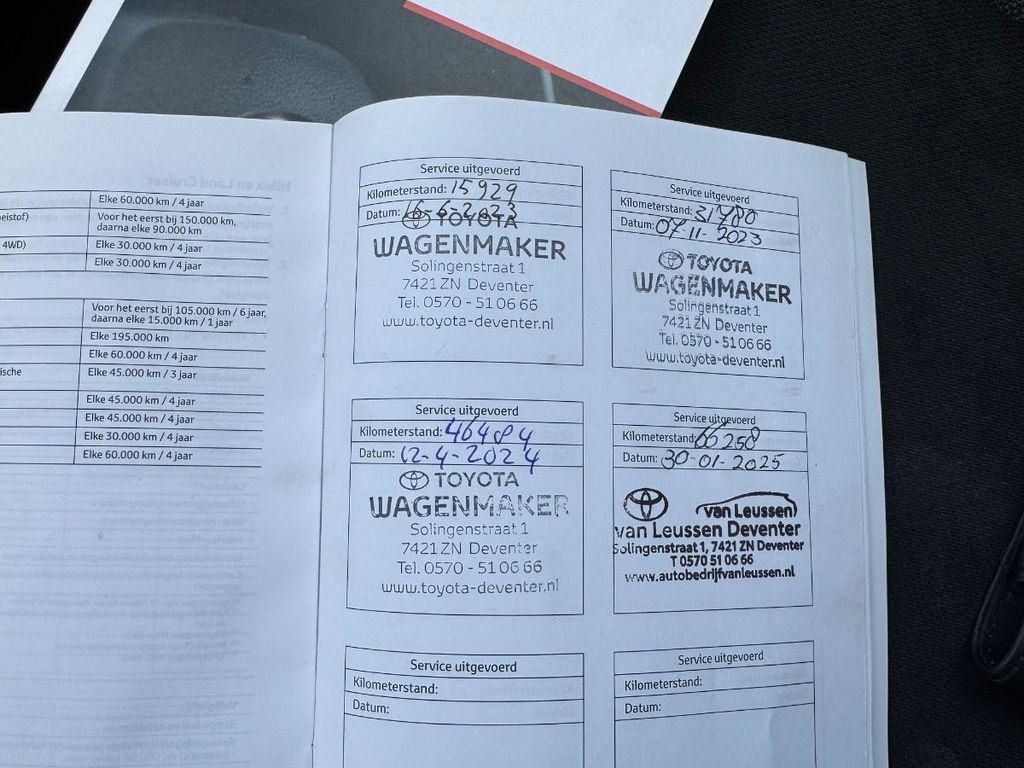 Elke 60.000 km / 4 jaar
Voor het eerst bij 150.000 km,
daarna elke 90.000 km
4WD) Elke 30.000 km / 4 jaar
Elke 30.000 km / 4 jaar
Voor het eerst bij 105.000 km / 6 jaar,
daarna elke 15.000 km / 1 jaar
Elke 195.000 km
Elke 60.000 km / 4 jaar
Elke 45.000 km / 3 jaar
Elke 45.000 km / 4 jaar
Elke 45.000 km / 4 jaar
Elke 30.000 km / 4 jaar
Elke 60.000 km / 4 jaar
Service uitgevoerd
Kilometerstand: 15929
Datum: 16-6-2023
TOYOTA
WAGENMAKER
Solingenstraat 1
7421 ZN Deventer
Tel. 0570 - 51 06 66
www.toyota-deventer.nl
Service uitgevoerd
Kilometerstand: 31780
Datum: 07-11-2023
TOYOTA
WAGENMAKER
Solingenstraat 1
7421 ZN Deventer
Tel. 0570 - 51 06 66
www.toyota-deventer.nl
Service uitgevoerd
Kilometerstand: 46484
Datum: 12-4-2024
TOYOTA
WAGENMAKER
Solingenstraat 1
7421 ZN Deventer
Tel. 0570 - 51 06 66
www.toyota-deventer.nl
Service uitgevoerd
Kilometerstand: 66258
Datum: 30-01-2025
van Leussen
van Leussen Deventer
Solingenstraat 1, 7421 ZN Deventer
T 0570 51 06 66
www.autobedrijfvanleussen.nl
Service uitgevoerd
Kilometerstand:
Datum:
Service uitgevoerd
Kilometerstand:
Datum: